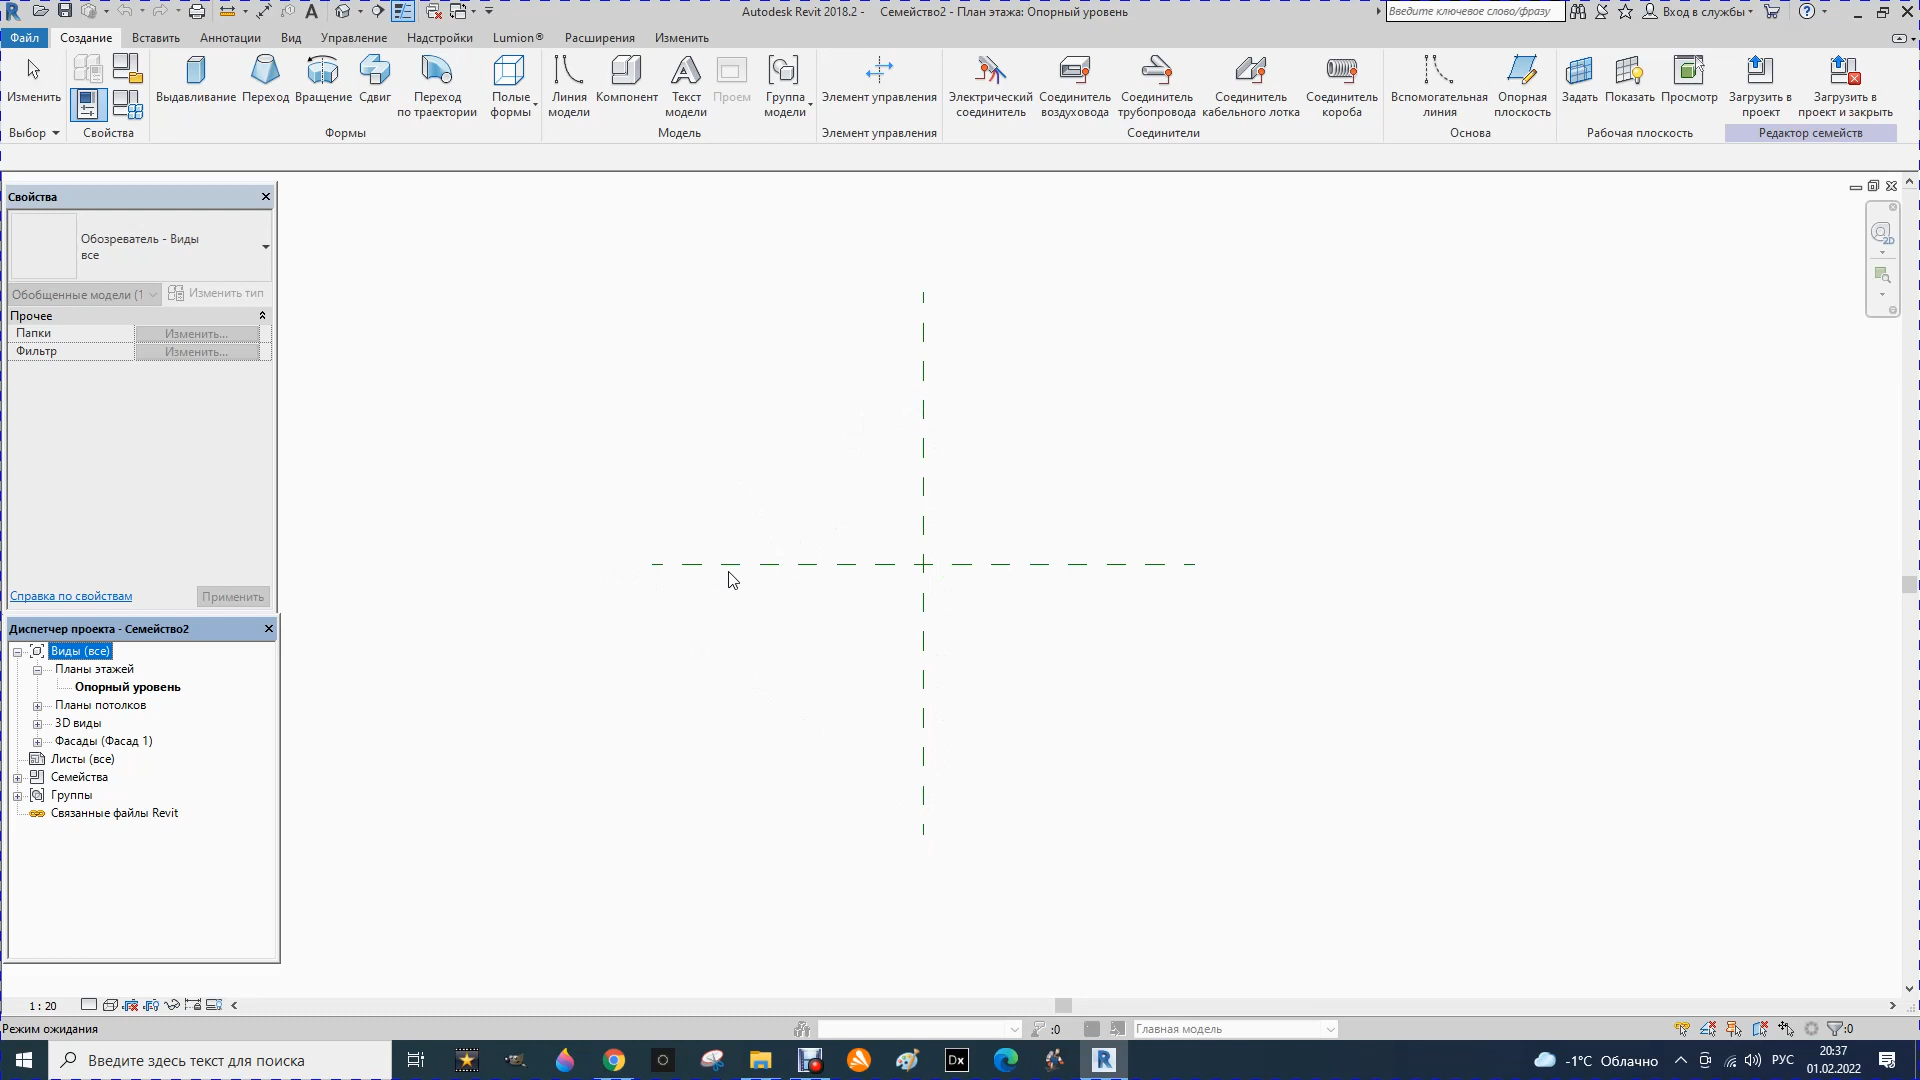 Autodesk Revit 2018.2 - Семейство2 - План этажа: Опорный уровень
Введите ключевое слово/фразу
Вход в службы
Файл Создание Вставить Аннотации Вид Управление Надстройки Lumion® Расширения Изменить
Изменить
Выдавливание Переход Вращение Сдвиг Переход по траектории Полые формы
Линия модели Компонент Текст модели Проем Группа модели
Элемент управления
Электрический соединитель Соединитель воздуховода Соединитель трубопровода Соединитель кабельного лотка Соединитель короба
Вспомогательная линия Опорная плоскость
Задать Показать Просмотр
Загрузить в проект Загрузить в проект и закрыть
Выбор Свойства Формы Модель Элемент управления Соединители Основа Рабочая плоскость Редактор семейств
Свойства
Обозреватель - Виды
все
Обобщенные модели (1 Изменить тип
Прочее
Папки Изменить...
Фильтр Изменить...
Справка по свойствам Применить
Диспетчер проекта - Семейство2
Виды (все)
Планы этажей
Опорный уровень
Планы потолков
3D виды
Фасады (Фасад 1)
Листы (все)
Семейства
Группы
Связанные файлы Revit
2D
1 : 20
Режим ожидания :0 Главная модель :0
Введите здесь текст для поиска
Dx
-1°C Облачно
РУС
20:37
01.02.2022